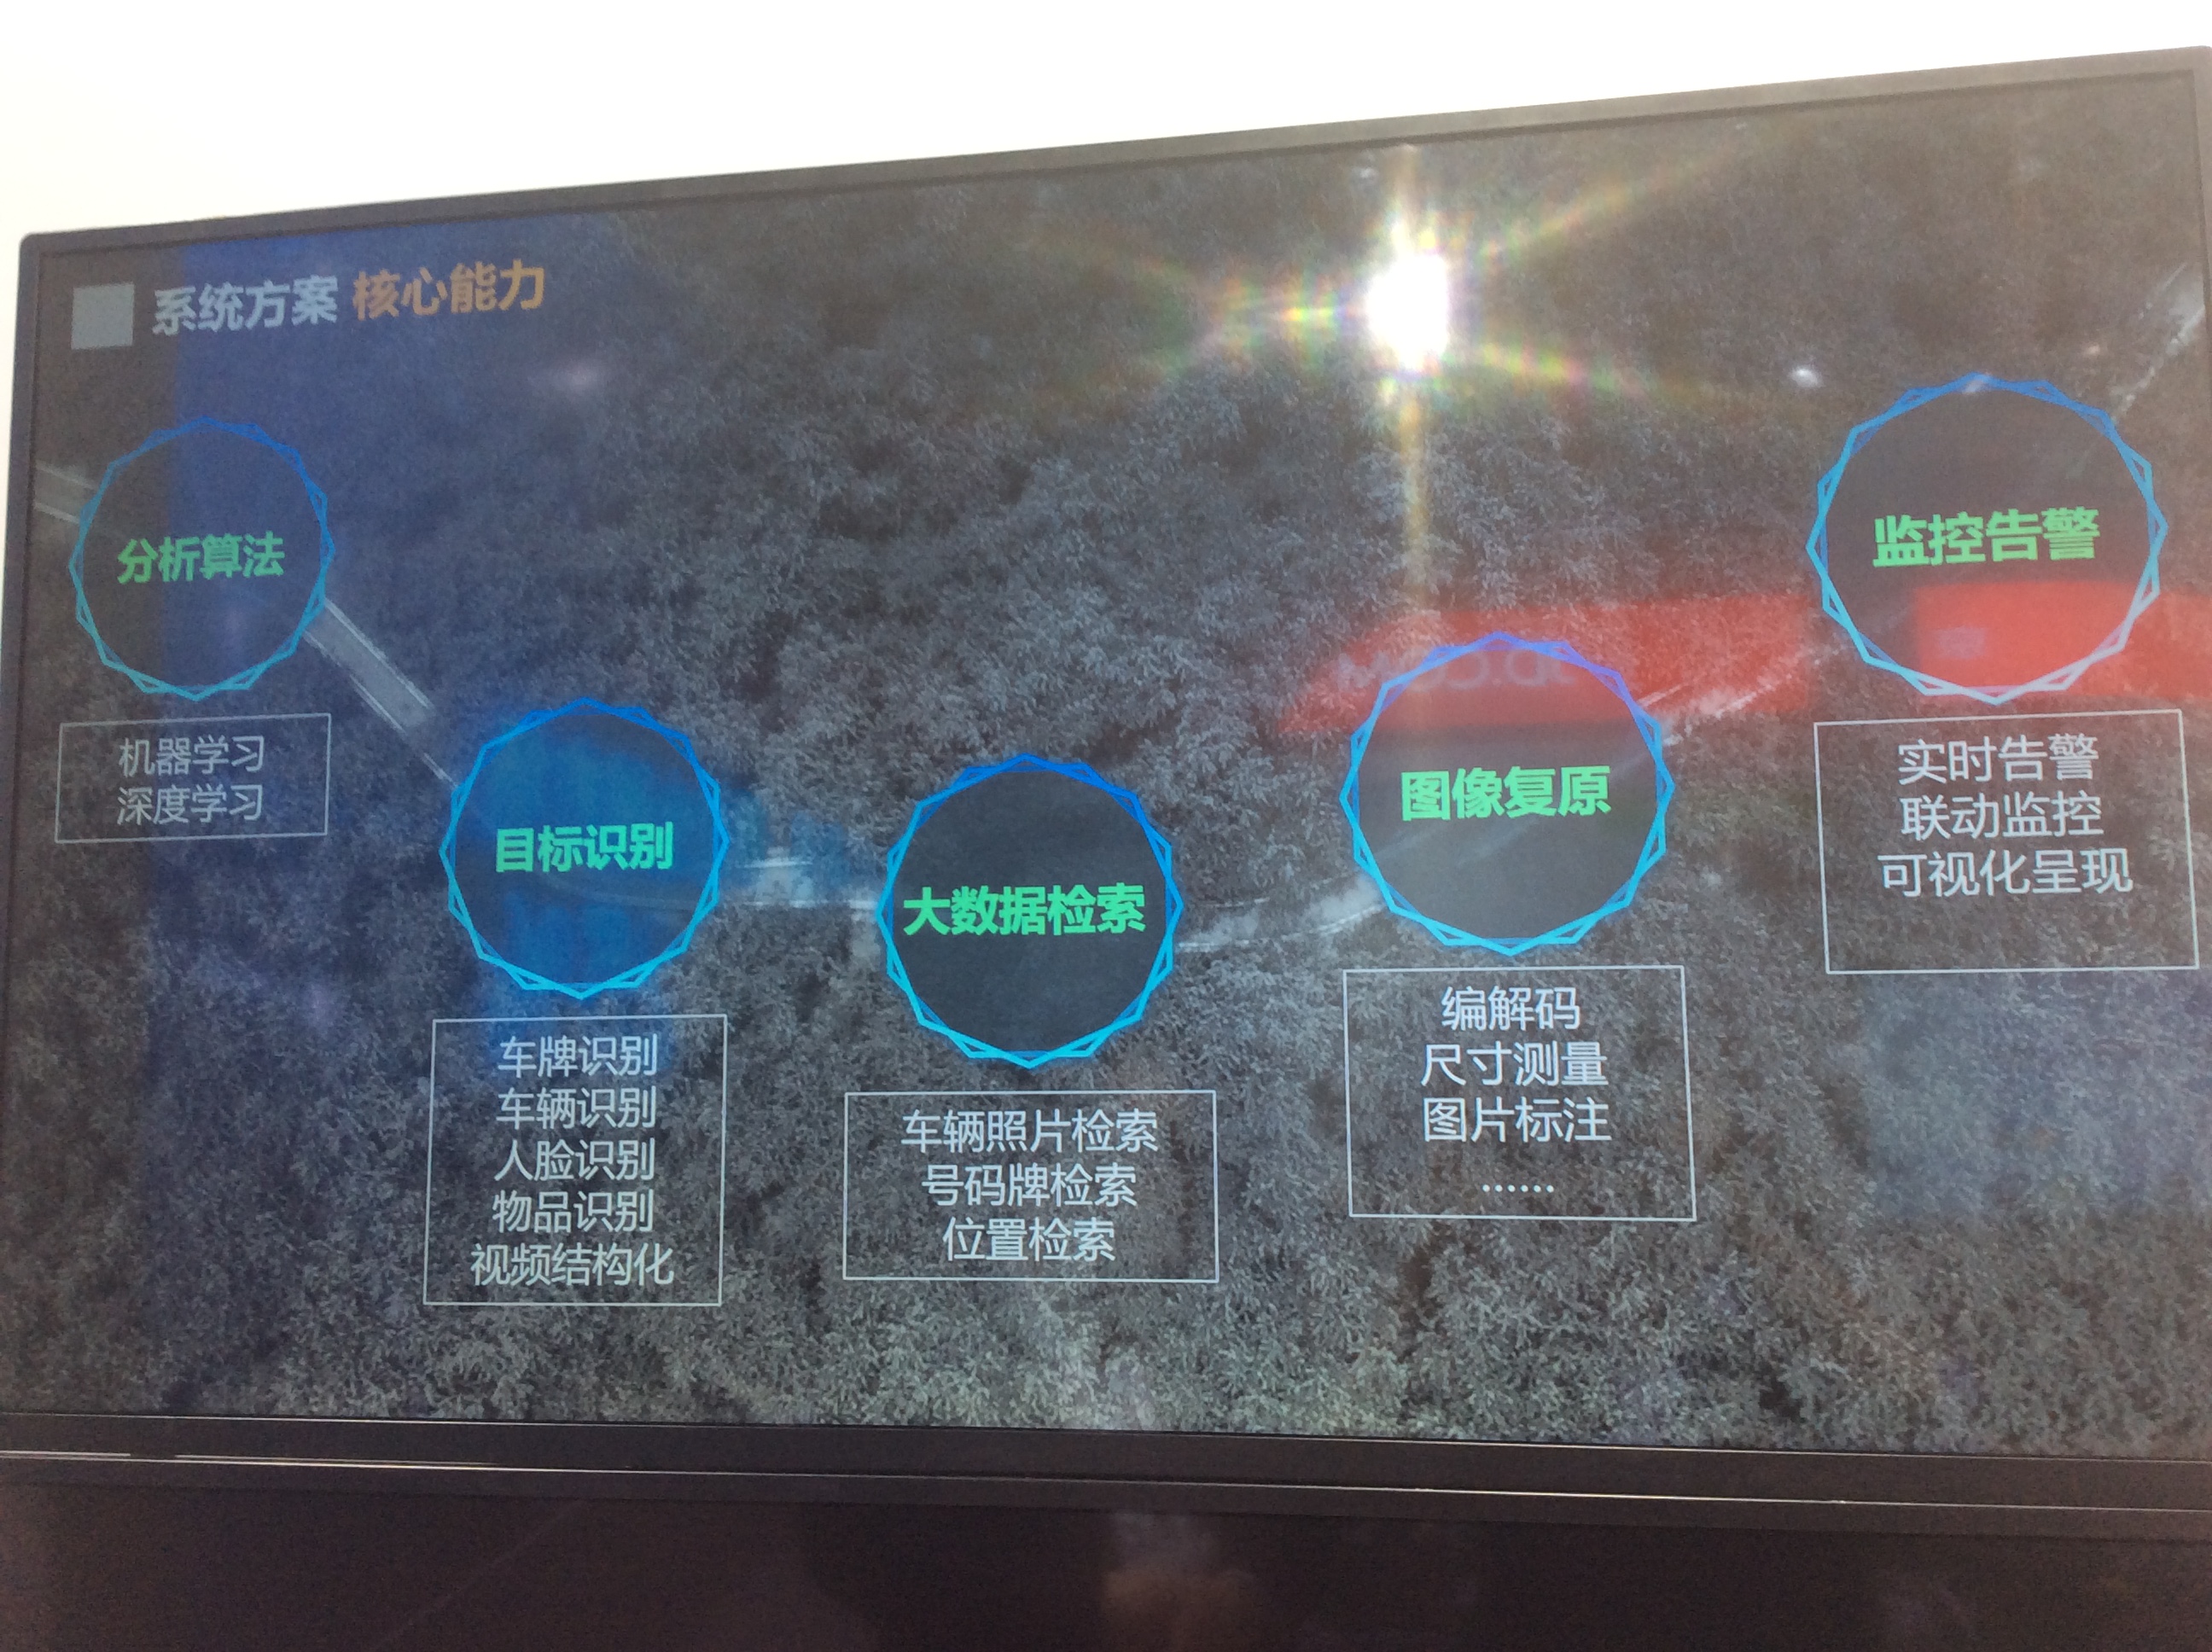 系统方案 核心能力
分析算法
机器学习
深度学习
目标识别
车牌识别
车辆识别
人脸识别
物品识别
视频结构化
大数据检索
车辆照片检索
号码牌检索
位置检索
图像复原
编解码
尺寸测量
图片标注
......
监控告警
实时告警
联动监控
可视化呈现
JD.COM